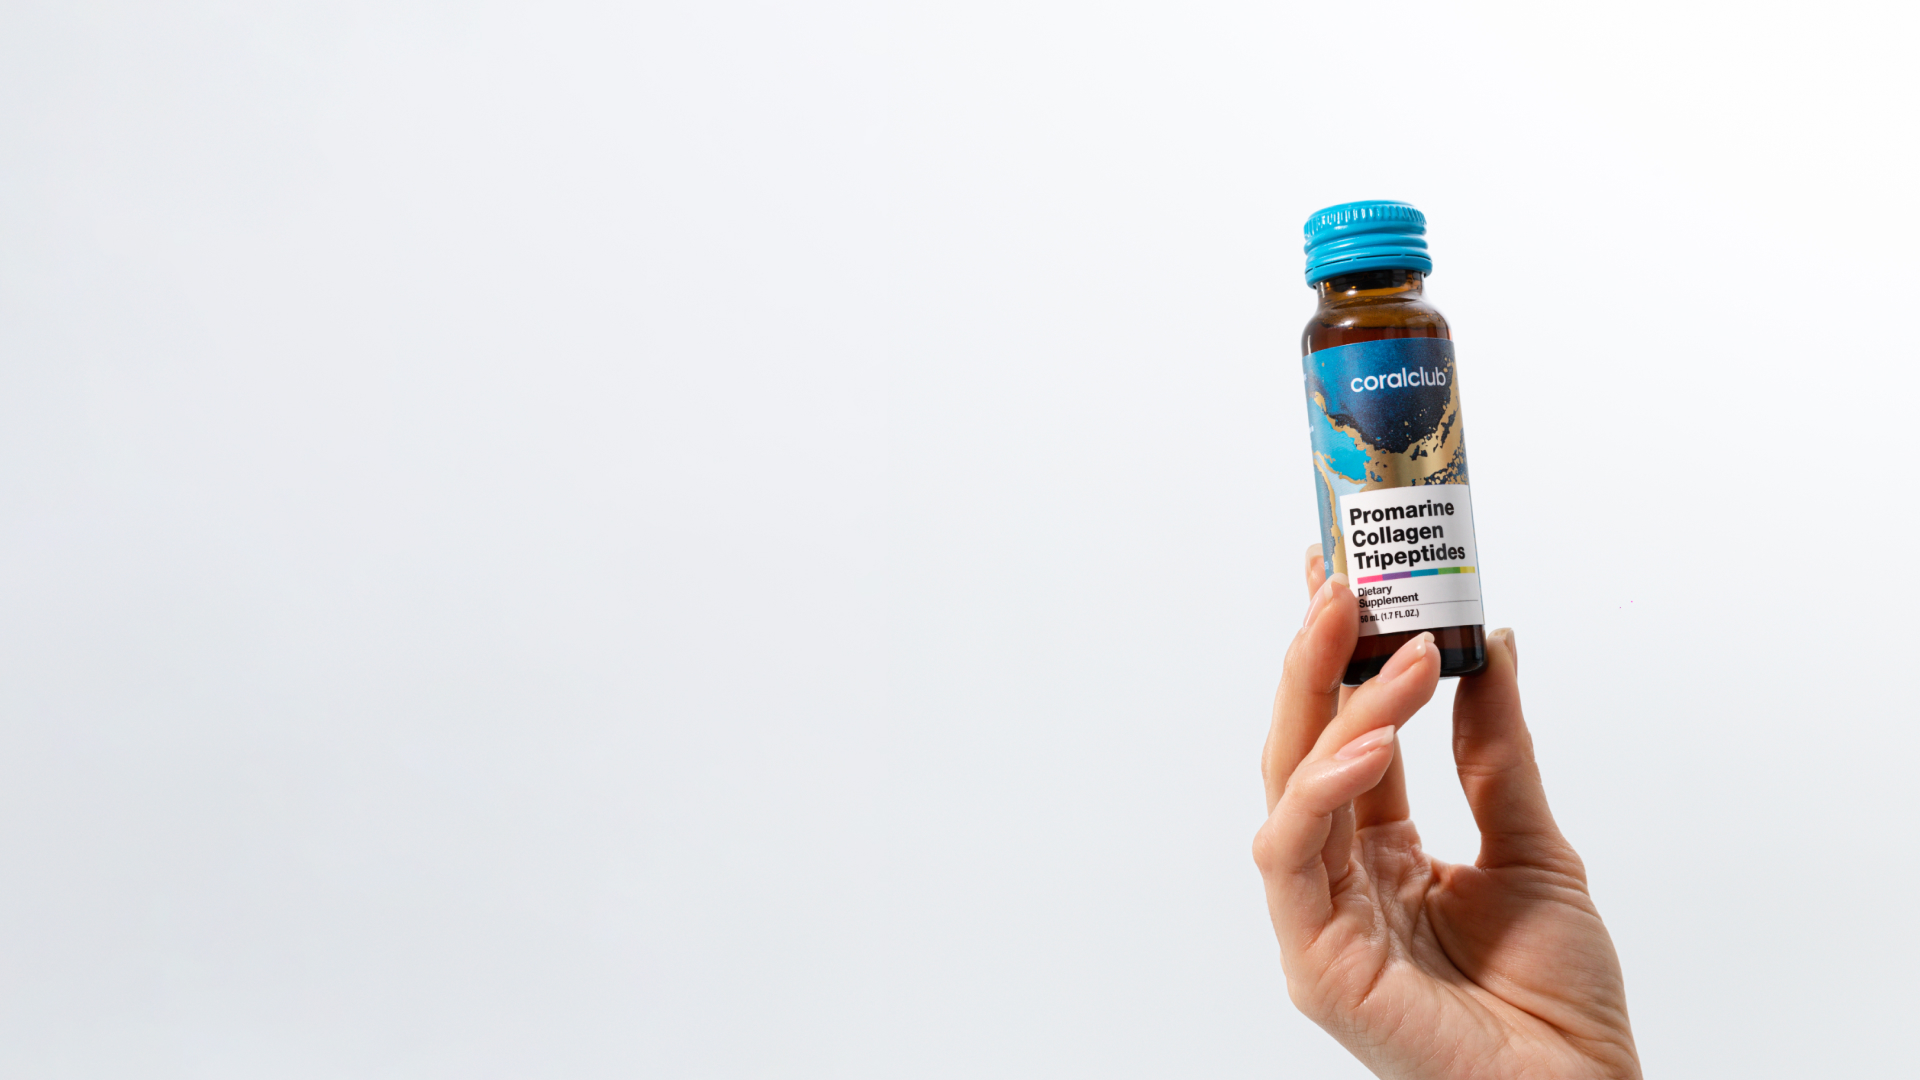 coralclub
Promarine
Collagen
Tripeptides
Dietary
Supplement
50 mL (1.7 FL.OZ.)